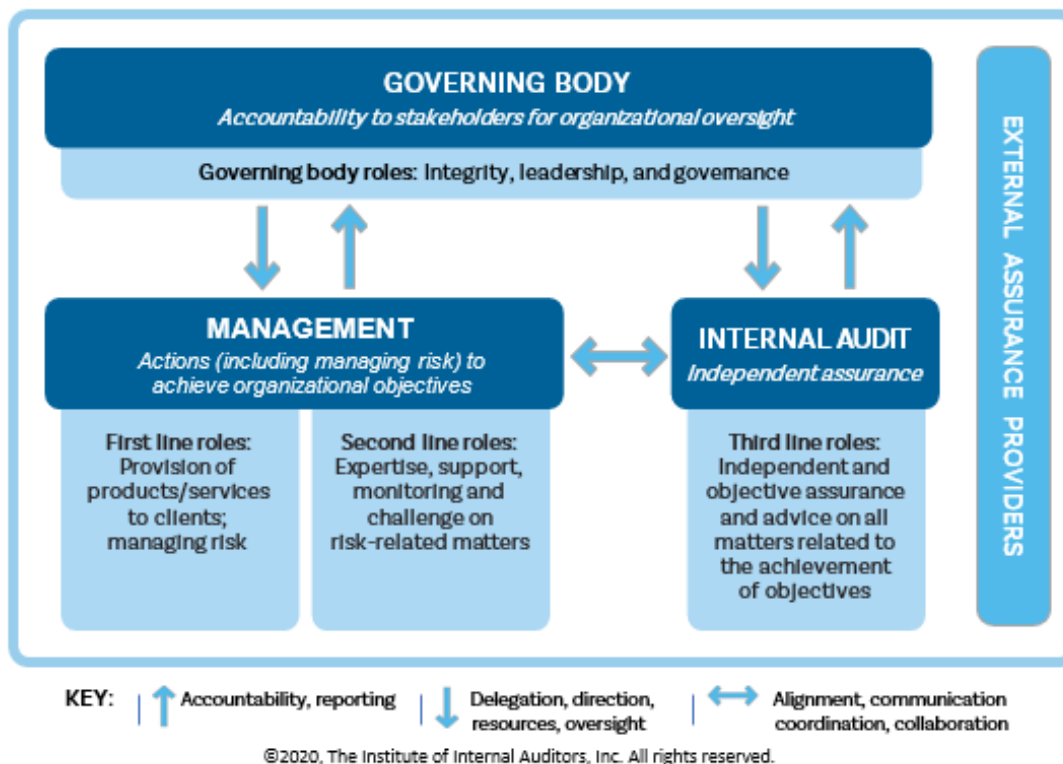 GOVERNING BODY
Accountability to stakeholders for organizational oversight
Governing body roles: Integrity, leadership, and governance
MANAGEMENT
Actions (including managing risk) to
achieve organizational objectives
INTERNAL AUDIT
Independent assurance
First line roles:
Provision of
products/services
to clients;
managing risk
Second line roles:
Expertise, support,
monitoring and
challenge on
risk-related matters
Third line roles:
Independent and
objective assurance
and advice on all
matters related to
the achievement
of objectives
EXTERNAL ASSURANCE PROVIDERS
KEY:
Accountability, reporting
Delegation, direction,
resources, oversight
Alignment, communication
coordination, collaboration
©2020, The Institute of Internal Auditors, Inc. All rights reserved.